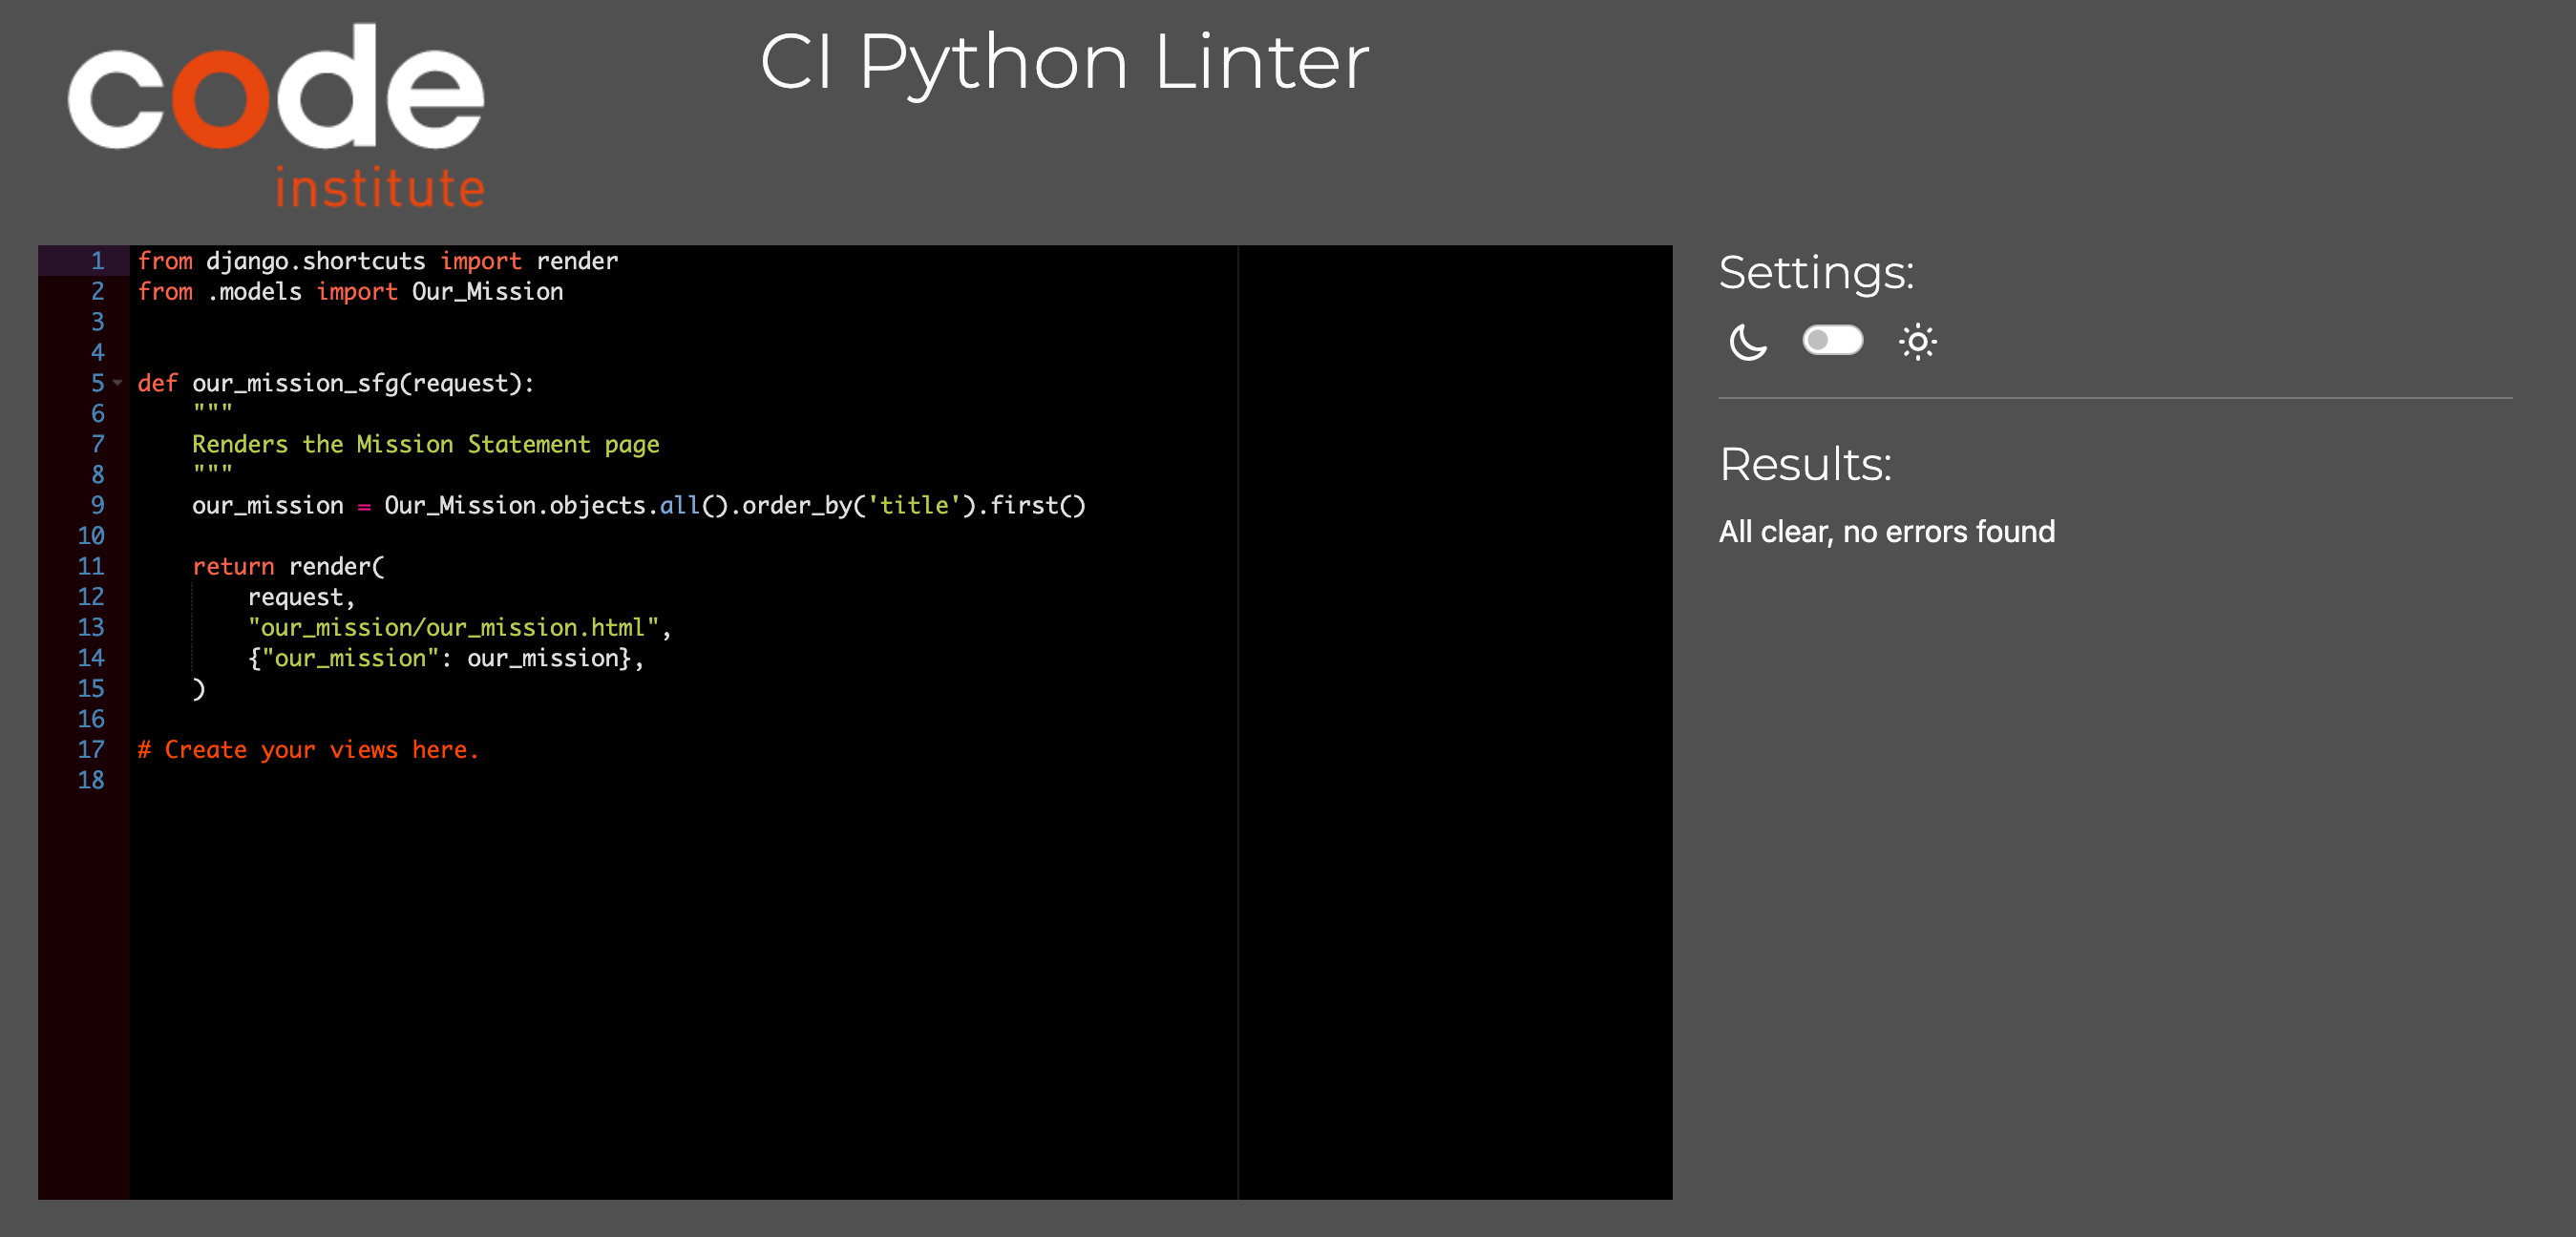 code
institute
CI Python Linter
1 from django.shortcuts import render
2 from .models import Our_Mission
3
4
5 def our_mission_sfg(request):
6     """
7     Renders the Mission Statement page
8     """
9     our_mission = Our_Mission.objects.all().order_by('title').first()
10
11     return render(
12         request,
13         "our_mission/our_mission.html",
14         {"our_mission": our_mission},
15     )
16
17 # Create your views here.
18
Settings:
Results:
All clear, no errors found